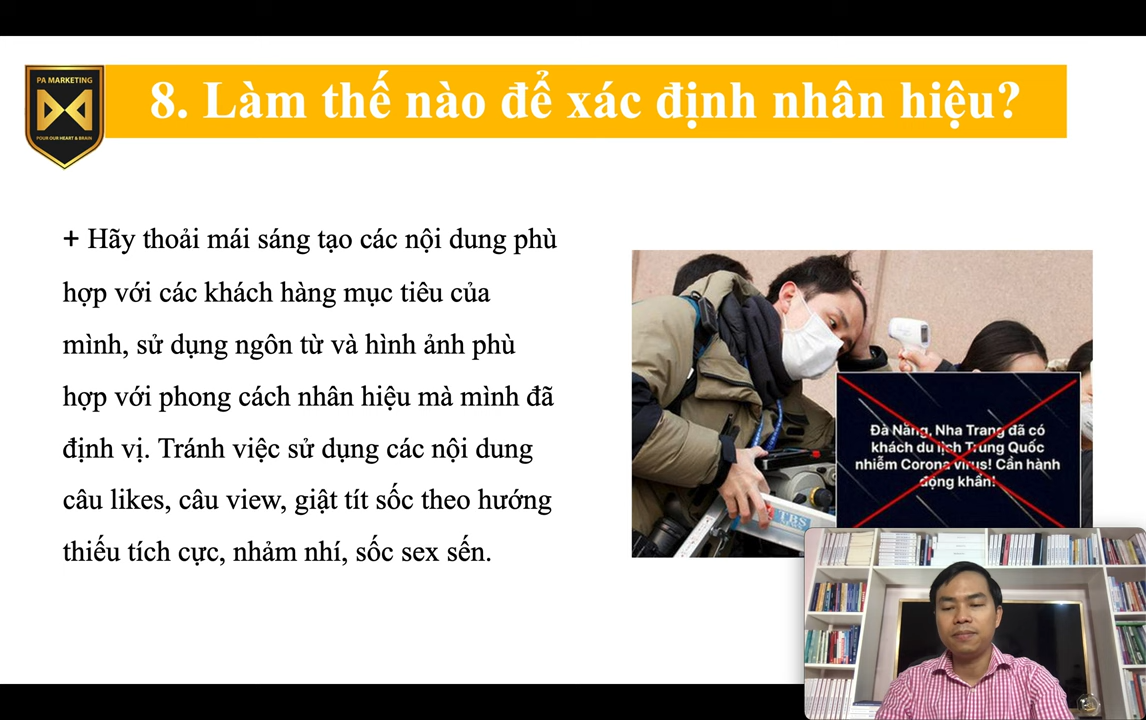 PA MARKETING
POUR OUR HEART & BRAIN
8. Làm thế nào để xác định nhân hiệu?
+ Hãy thoải mái sáng tạo các nội dung phù
hợp với các khách hàng mục tiêu của
mình, sử dụng ngôn từ và hình ảnh phù
hợp với phong cách nhân hiệu mà mình đã
định vị. Tránh việc sử dụng các nội dung
câu likes, câu view, giật tít sốc theo hướng
thiếu tích cực, nhảm nhí, sốc sex sến.
TBS
Đà Nẵng, Nha Trang đã có
khách du lịch Trung Quốc
nhiễm Corona virus! Cần hành
động khẩn!